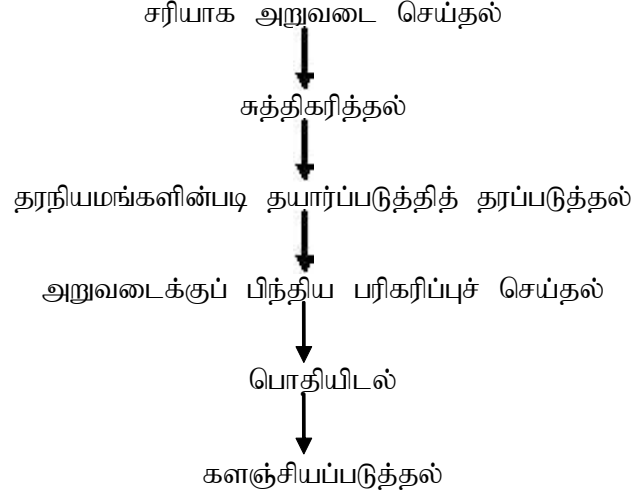 சரியாக அறுவடை செய்தல்
சுத்திகரித்தல்
தரநியமங்களின்படி தயார்ப்படுத்தித் தரப்படுத்தல்
அறுவடைக்குப் பிந்திய பரிகரிப்புச் செய்தல்
பொதியிடல்
களஞ்சியப்படுத்தல்